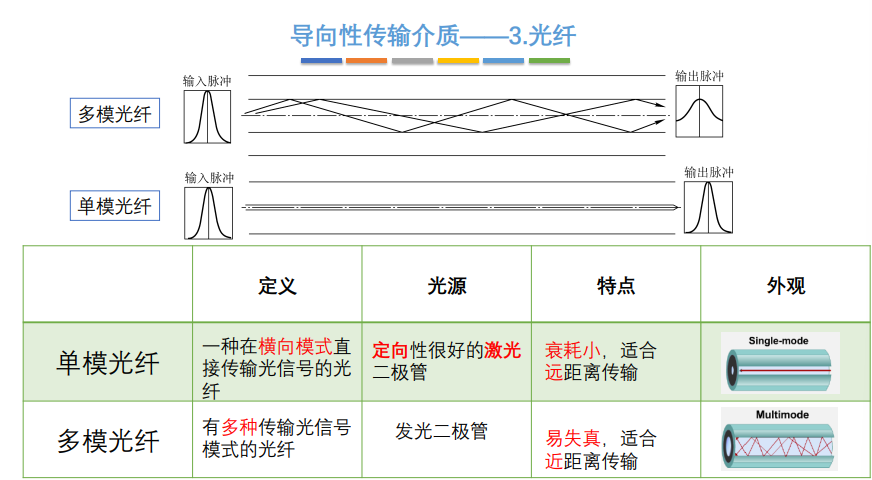 导向性传输介质——3.光纤
输入脉冲
输出脉冲
多模光纤
输入脉冲
输出脉冲
单模光纤
定义
光源
特点
外观
单模光纤
一种在横向模式直
接传输光信号的光
纤
定向性很好的激光
二极管
衰耗小，适合
远距离传输
Single-mode
多模光纤
有多种传输光信号
模式的光纤
发光二极管
易失真，适合
近距离传输
Multimode